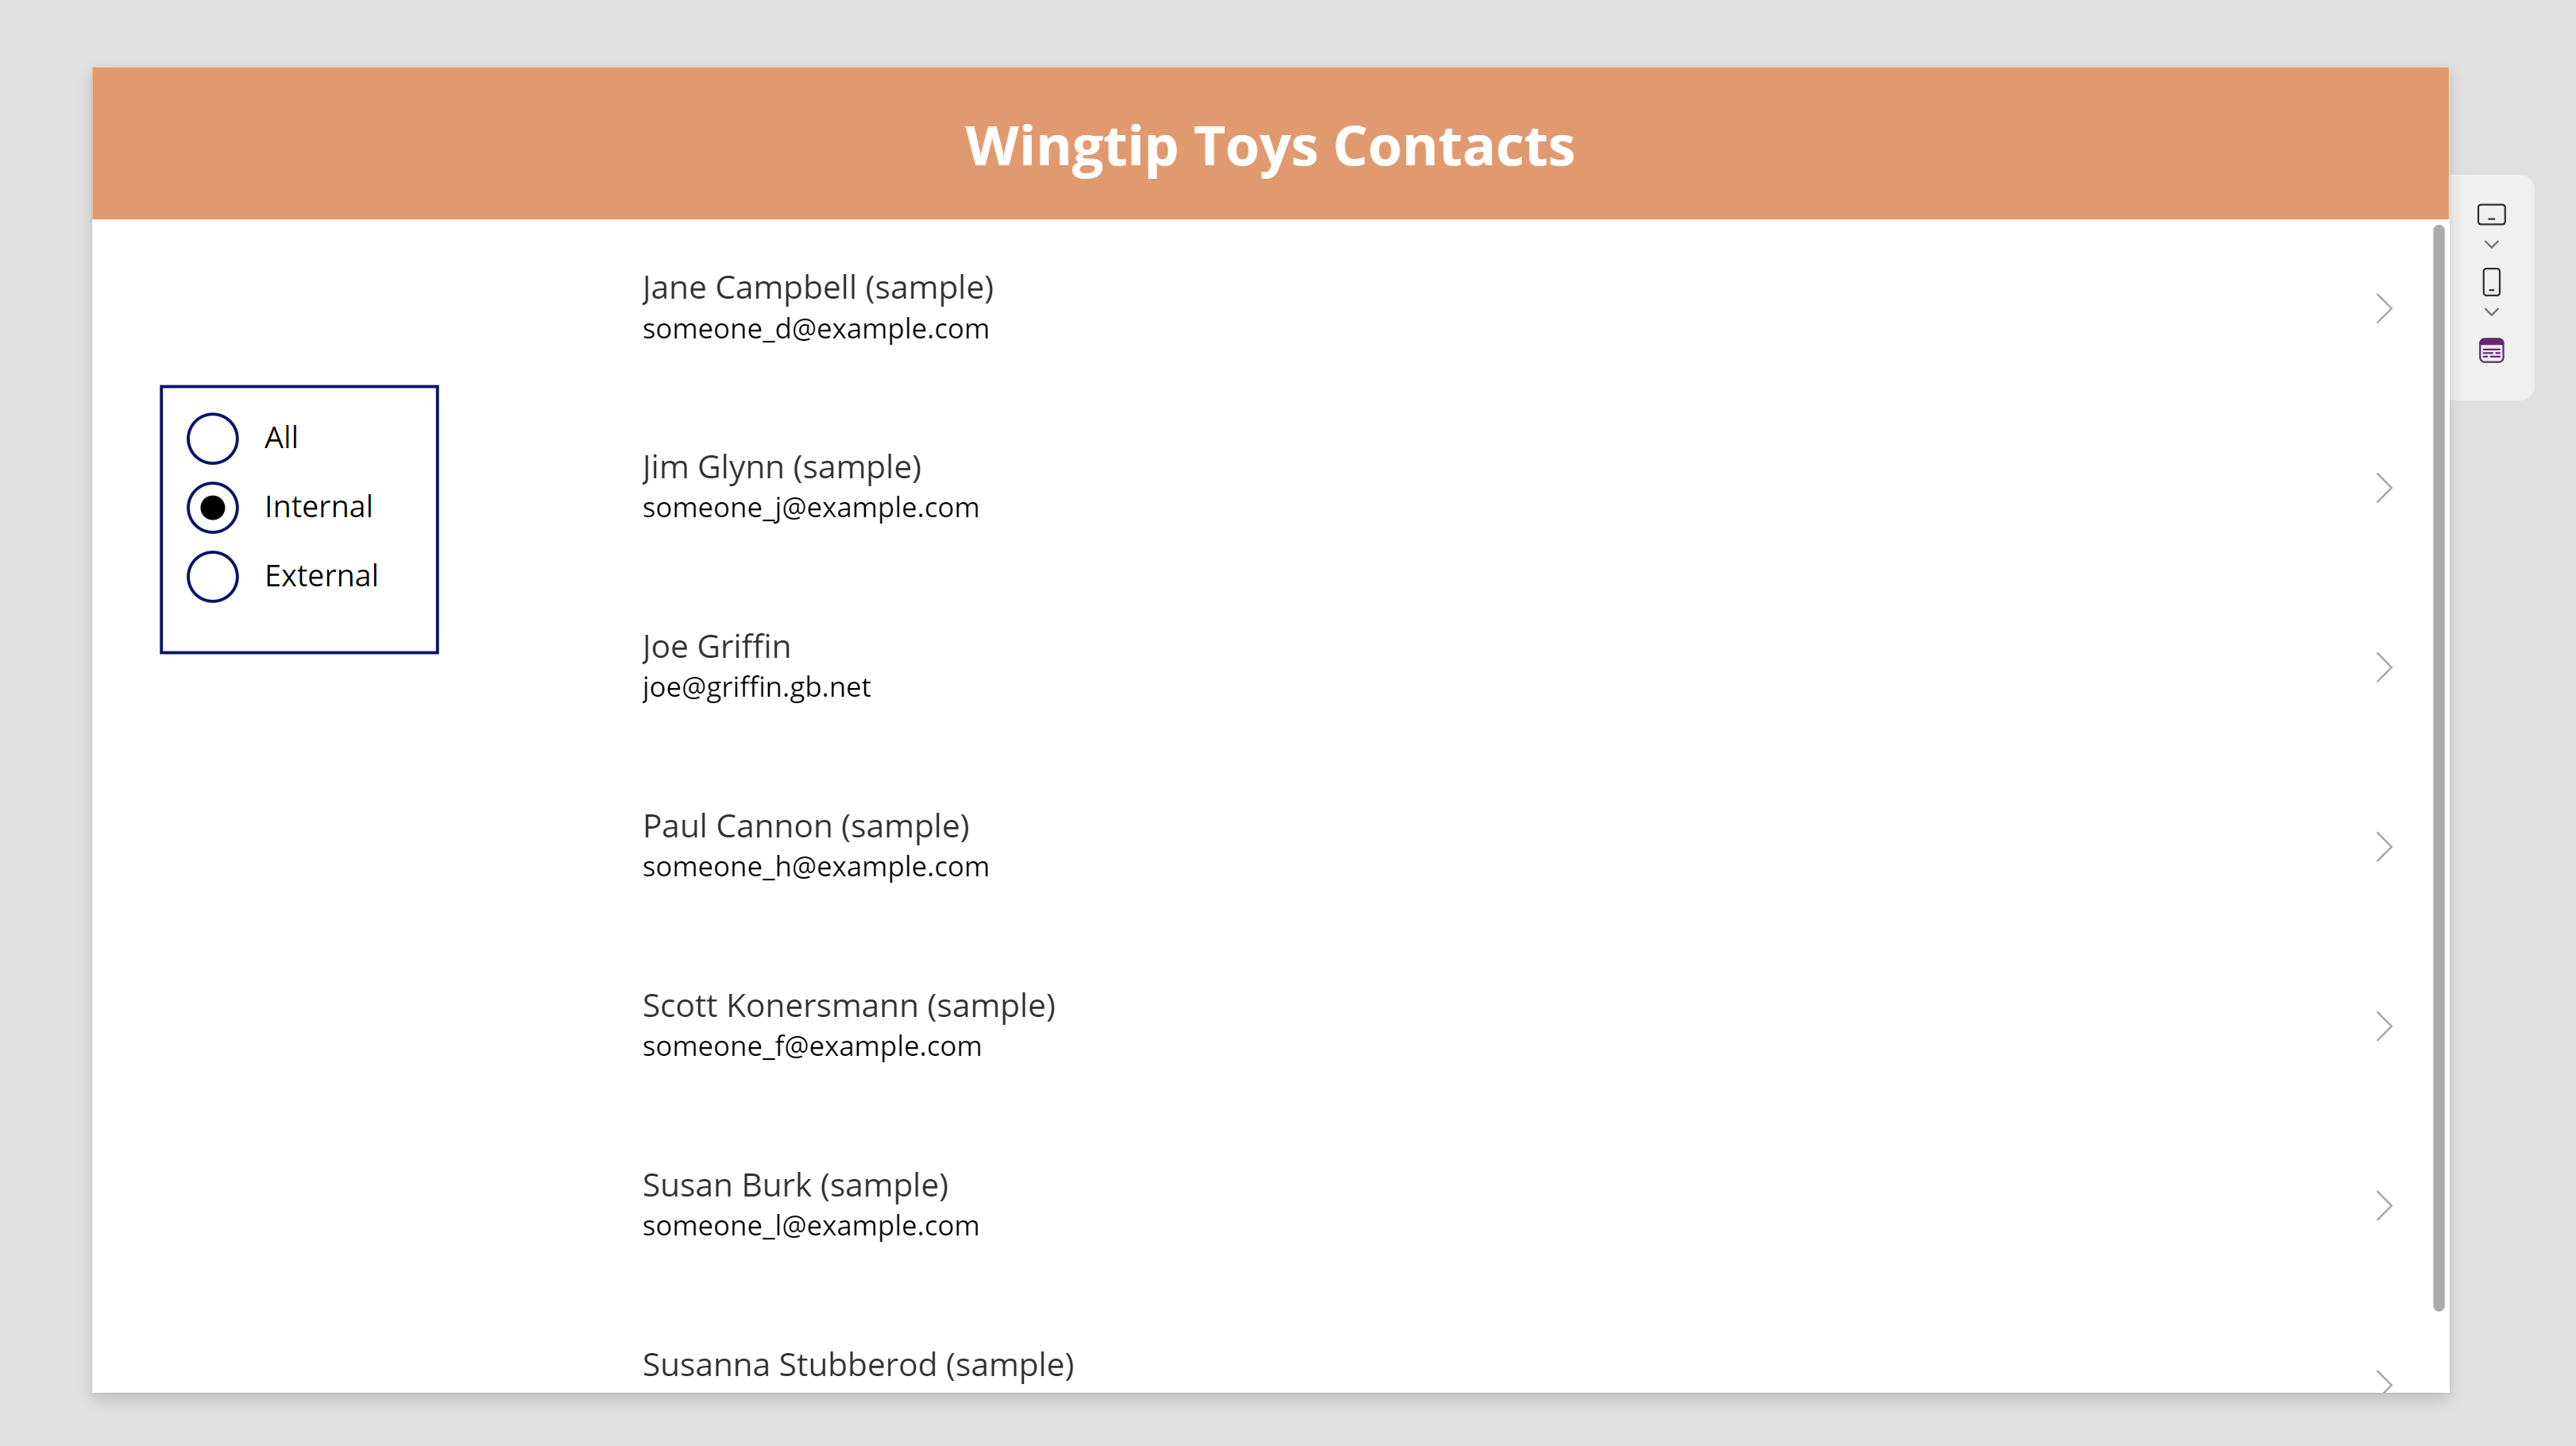 Wingtip Toys Contacts
All
Internal
External
Jane Campbell (sample)
someone_d@example.com
Jim Glynn (sample)
someone_j@example.com
Joe Griffin
joe@griffin.gb.net
Paul Cannon (sample)
someone_h@example.com
Scott Konersmann (sample)
someone_f@example.com
Susan Burk (sample)
someone_l@example.com
Susanna Stubberod (sample)